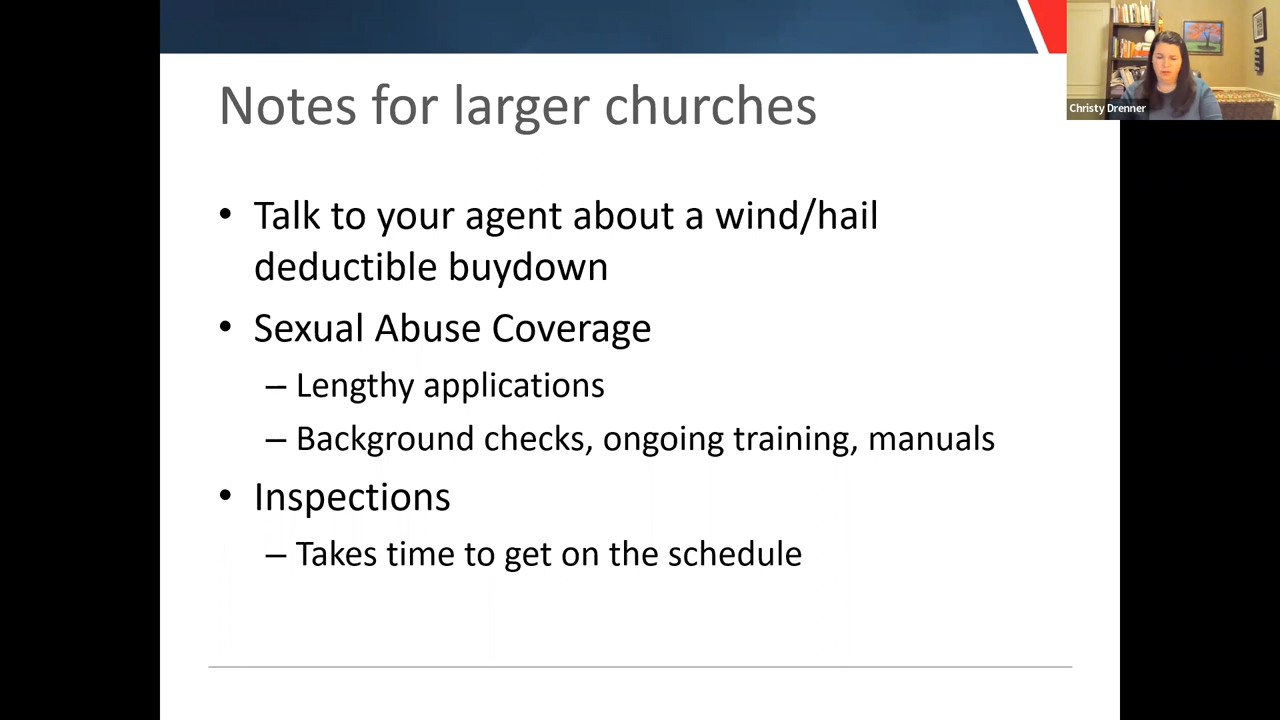 Notes for larger churches
Christy Drenner
• Talk to your agent about a wind/hail
deductible buydown
• Sexual Abuse Coverage
– Lengthy applications
– Background checks, ongoing training, manuals
• Inspections
– Takes time to get on the schedule